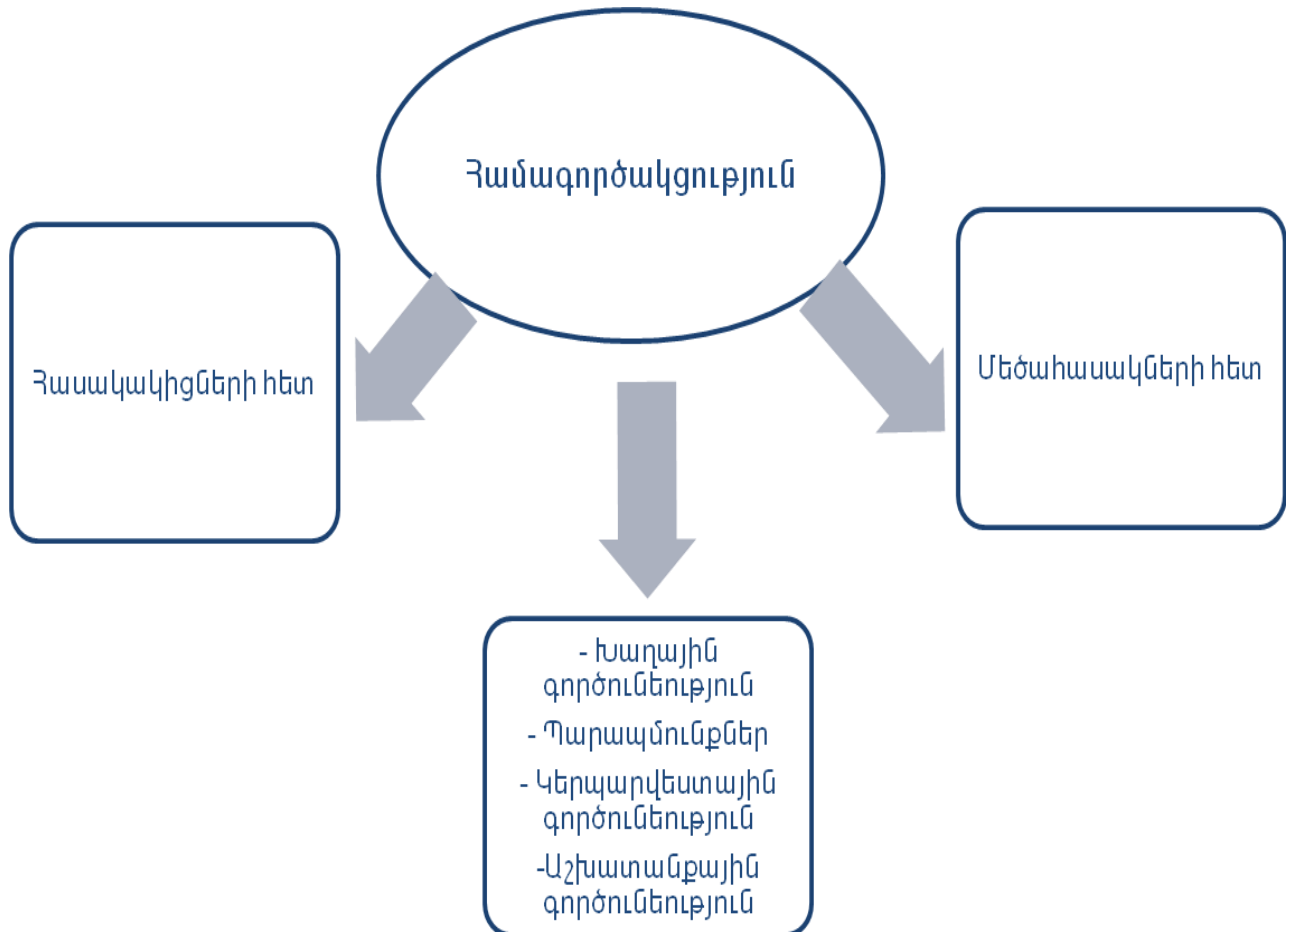 Համագործակցություն
Հասակակիցների հետ
Մեծահասակների հետ
- Խաղային
գործունեություն
- Պարապմունքներ
- Կերպարվեստային
գործունեություն
-Աշխատանքային
գործունեություն